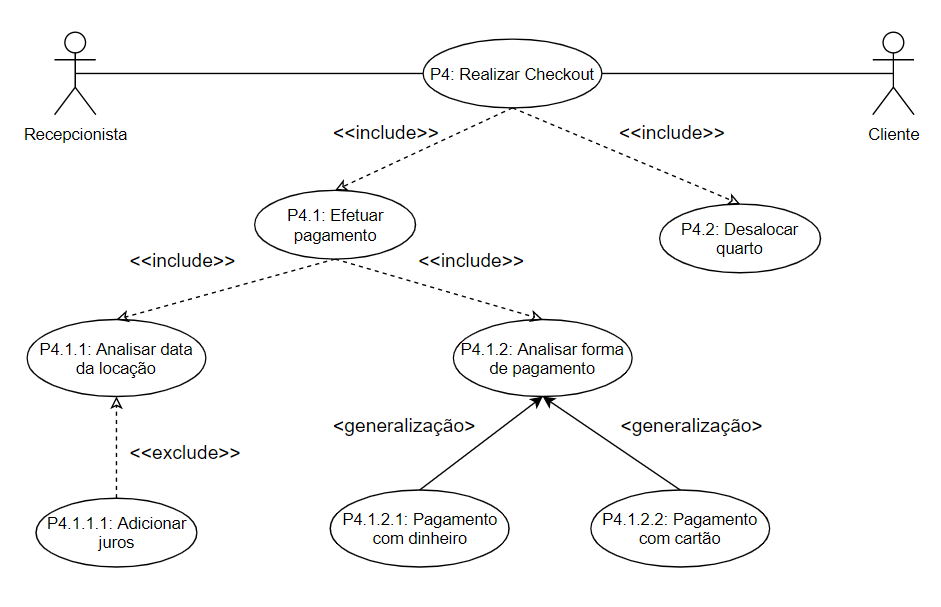 P4: Realizar Checkout
Recepcionista
Cliente
<<include>>
<<include>>
P4.1: Efetuar
pagamento
P4.2: Desalocar
quarto
<<include>>
<<include>>
P4.1.1: Analisar data
da locação
P4.1.2: Analisar forma
de pagamento
<<exclude>>
<generalização>
<generalização>
P4.1.1.1: Adicionar
juros
P4.1.2.1: Pagamento
com dinheiro
P4.1.2.2: Pagamento
com cartão